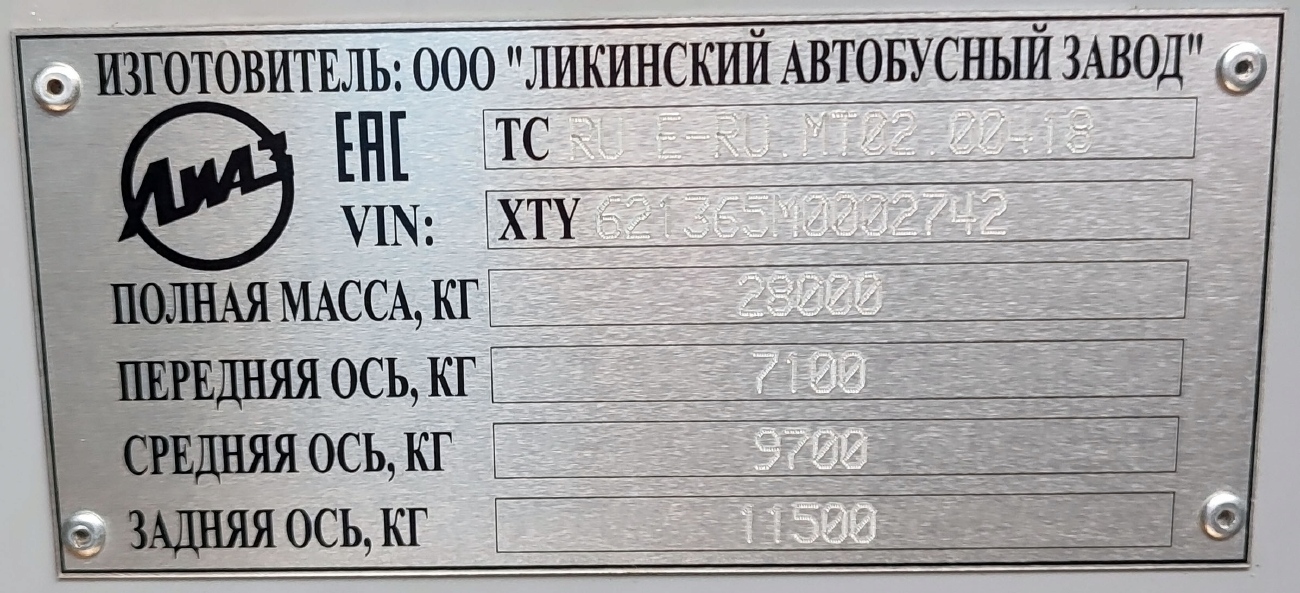 ИЗГОТОВИТЕЛЬ: ООО "ЛИКИНСКИЙ АВТОБУСНЫЙ ЗАВОД"
ЛиАЗ
ЕАС
ТС RU E-RU.MT02.00418
VIN: XTY 621365M0002742
ПОЛНАЯ МАССА, КГ 28000
ПЕРЕДНЯЯ ОСЬ, КГ 7100
СРЕДНЯЯ ОСЬ, КГ 9700
ЗАДНЯЯ ОСЬ, КГ 11500